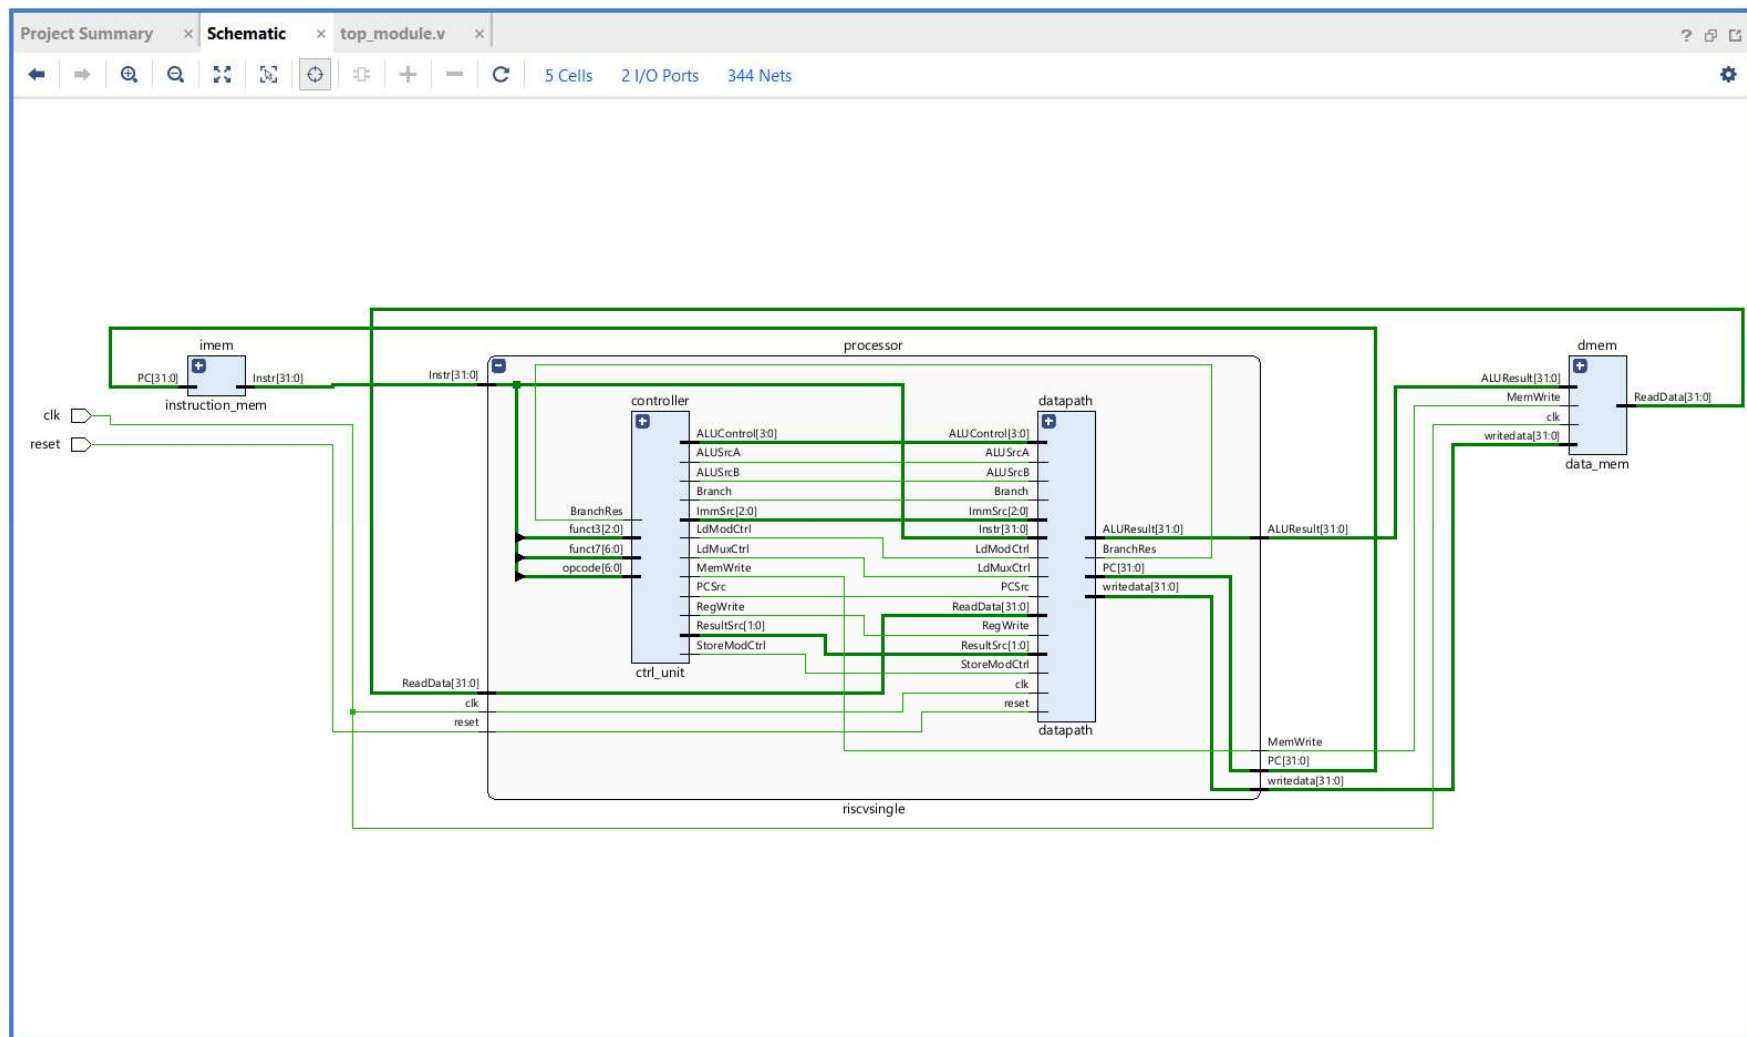 Project Summary × Schematic × top_module.v × ?
5 Cells 2 I/O Ports 344 Nets
imem
PC[31:0] Instr[31:0]
instruction_mem
clk
reset
processor
Instr[31:0]
controller
ALUControl[3:0]
ALUSrcA
ALUSrcB
Branch
BranchRes ImmSrc[2:0]
funct3[2:0] LdModCtrl
funct7[6:0] LdMuxCtrl
opcode[6:0] MemWrite
PCSrc
RegWrite
ResultSrc[1:0]
StoreModCtrl
ctrl_unit
ReadData[31:0]
clk
reset
datapath
ALUControl[3:0]
ALUSrcA
ALUSrcB
Branch
ImmSrc[2:0]
Instr[31:0] ALUResult[31:0]
LdModCtrl BranchRes
LdMuxCtrl PC[31:0]
PCSrc writedata[31:0]
ReadData[31:0]
RegWrite
ResultSrc[1:0]
StoreModCtrl
clk
reset
datapath
ALUResult[31:0]
MemWrite
PC[31:0]
writedata[31:0]
riscvsingle
dmem
ALUResult[31:0]
MemWrite ReadData[31:0]
clk
writedata[31:0]
data_mem